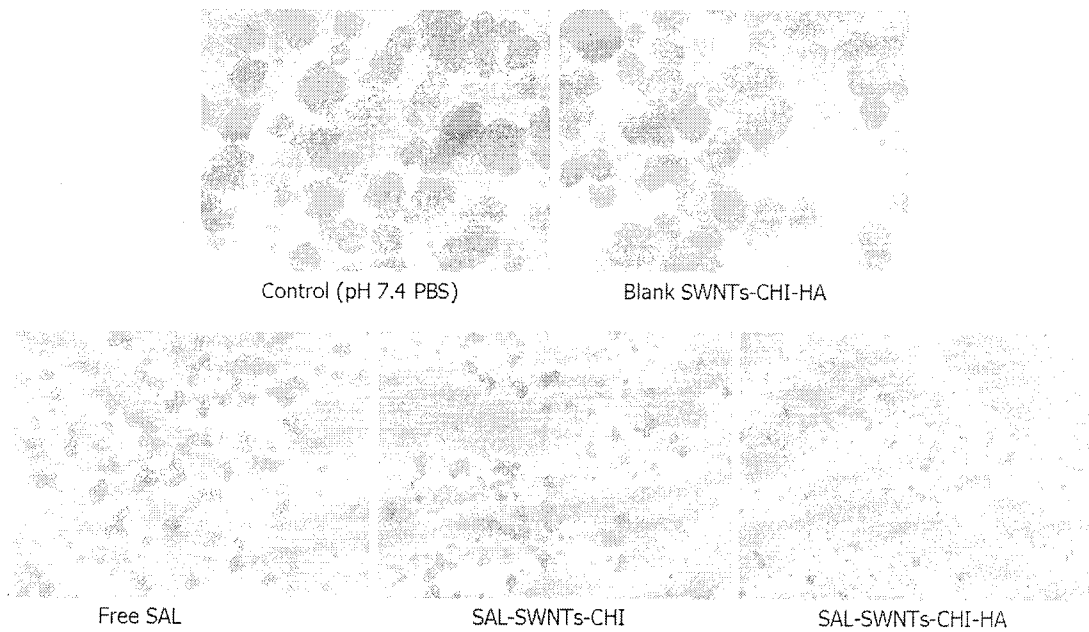 Control (pH 7.4 PBS)
Blank SWNTs-CHI-HA
Free SAL
SAL-SWNTs-CHI
SAL-SWNTs-CHI-HA